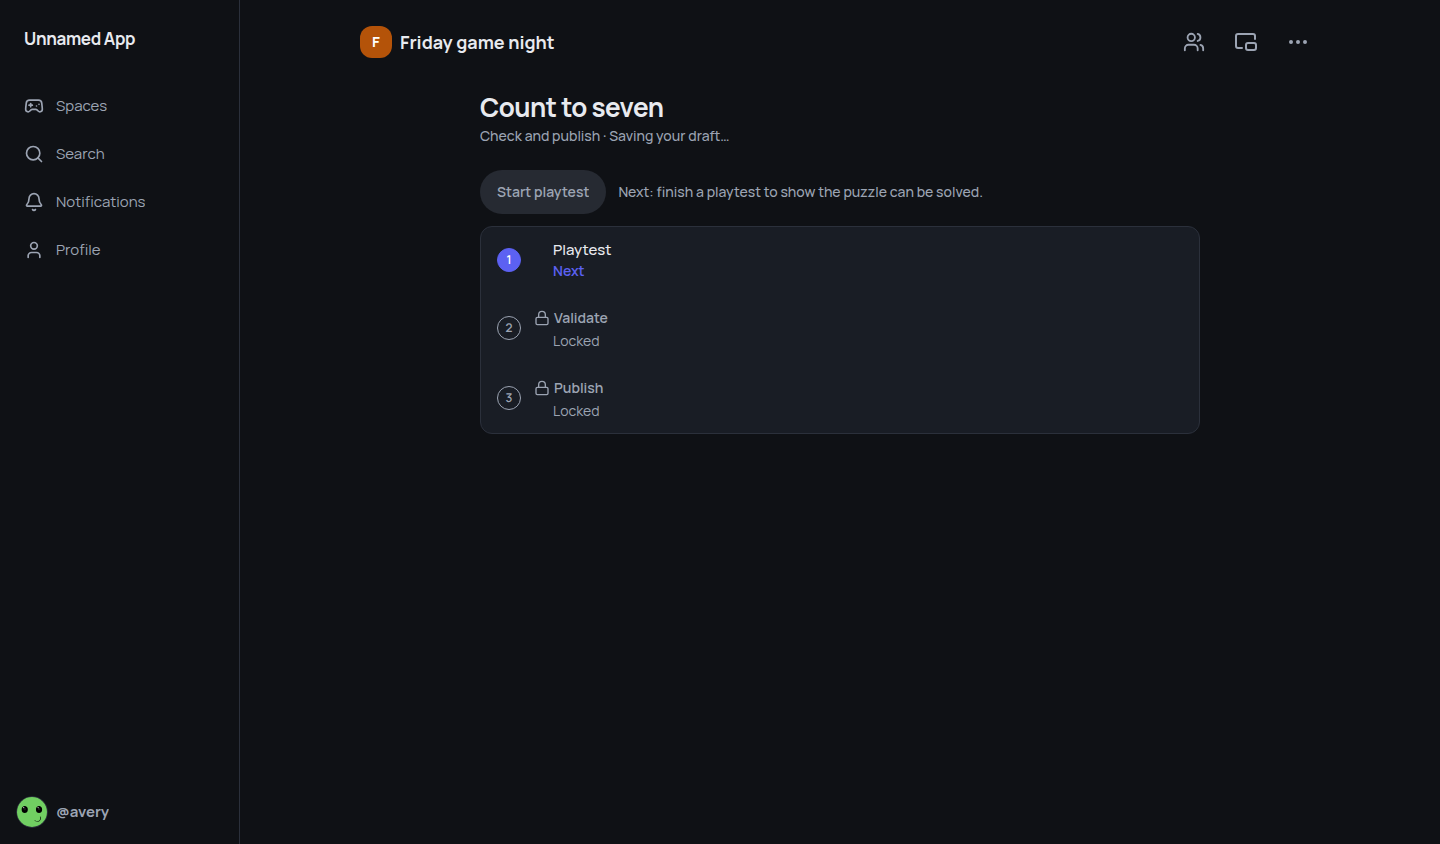 Unnamed App
Spaces
Search
Notifications
Profile
@avery
F Friday game night
Count to seven
Check and publish · Saving your draft…
Start playtest
Next: finish a playtest to show the puzzle can be solved.
1 Playtest
Next
2 Validate
Locked
3 Publish
Locked